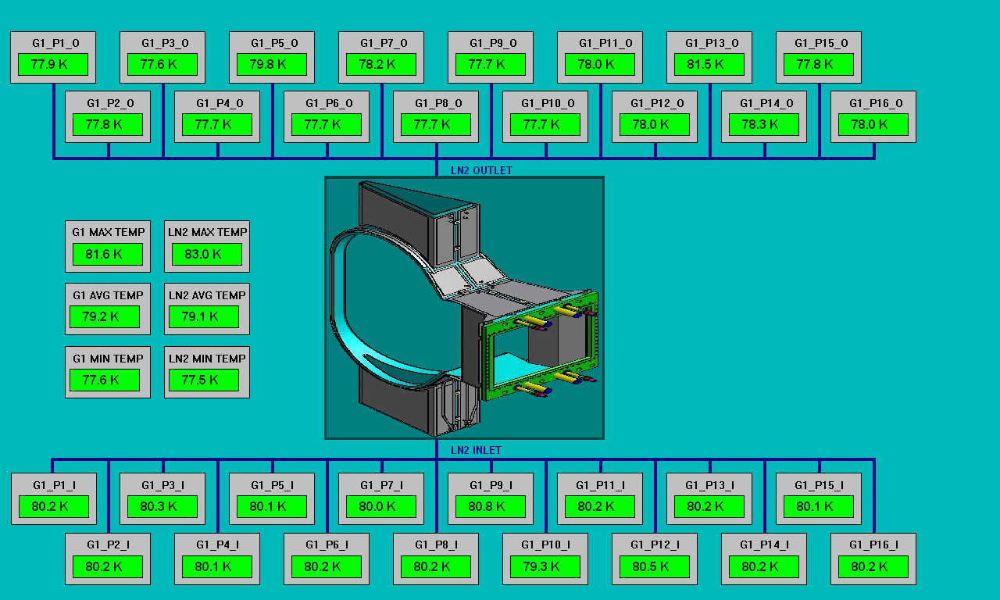 G1_P1_O G1_P3_O G1_P5_O G1_P7_O G1_P9_O G1_P11_O G1_P13_O G1_P15_O
77.9 K 77.6 K 79.8 K 78.2 K 77.7 K 78.0 K 81.5 K 77.8 K
G1_P2_O G1_P4_O G1_P6_O G1_P8_O G1_P10_O G1_P12_O G1_P14_O G1_P16_O
77.8 K 77.7 K 77.7 K 77.7 K 77.7 K 78.0 K 78.3 K 78.0 K
LN2 OUTLET
G1 MAX TEMP LN2 MAX TEMP
81.6 K 83.0 K
G1 AVG TEMP LN2 AVG TEMP
79.2 K 79.1 K
G1 MIN TEMP LN2 MIN TEMP
77.6 K 77.5 K
LN2 INLET
G1_P1_I G1_P3_I G1_P5_I G1_P7_I G1_P9_I G1_P11_I G1_P13_I G1_P15_I
80.2 K 80.3 K 80.1 K 80.0 K 80.8 K 80.2 K 80.2 K 80.1 K
G1_P2_I G1_P4_I G1_P6_I G1_P8_I G1_P10_I G1_P12_I G1_P14_I G1_P16_I
80.2 K 80.1 K 80.2 K 80.2 K 79.3 K 80.5 K 80.2 K 80.2 K